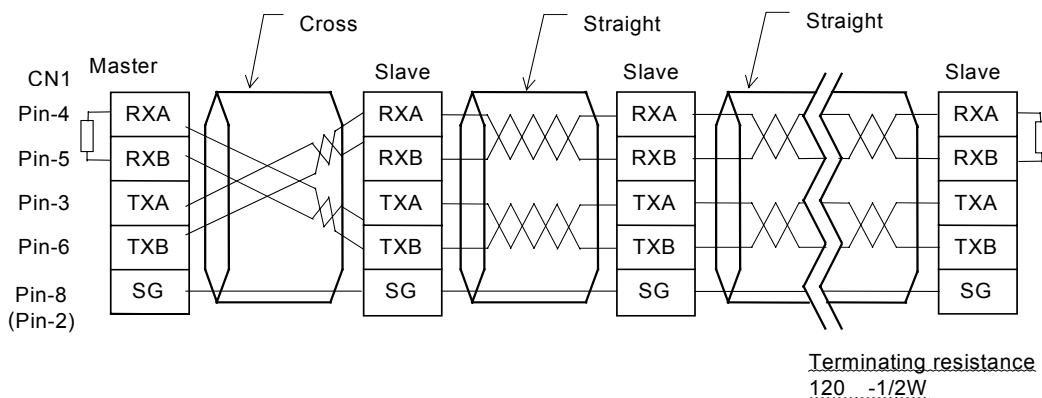 Cross
Straight
Straight
CN1
Master
Slave
Slave
Slave
Pin-4
RXA
RXA
RXA
RXA
Pin-5
RXB
RXB
RXB
RXB
Pin-3
TXA
TXA
TXA
TXA
Pin-6
TXB
TXB
TXB
TXB
Pin-8
(Pin-2)
SG
SG
SG
SG
Terminating resistance
120 -1/2W